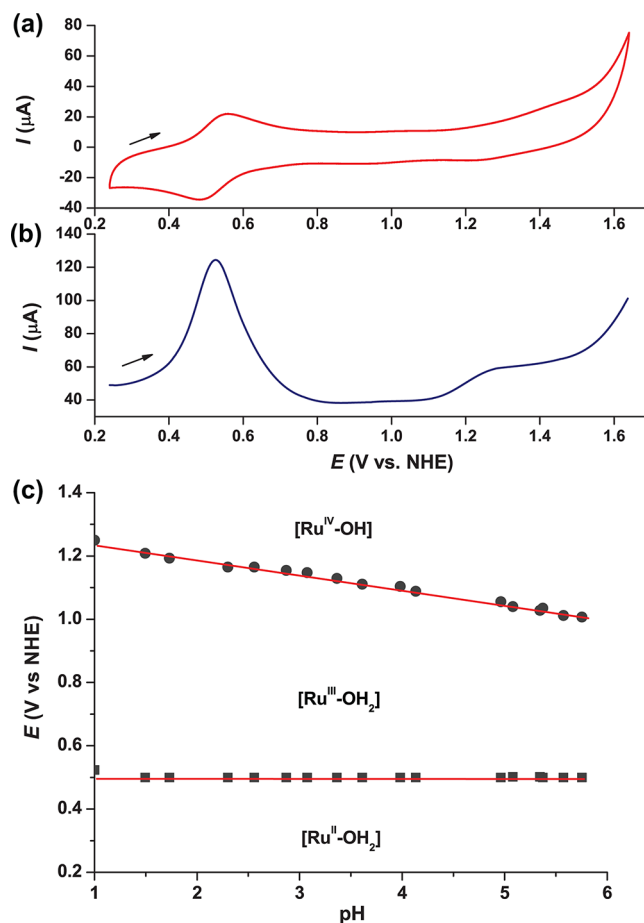 (a)
80
60
40
20
0
-20
-40
I (μA)
0.2 0.4 0.6 0.8 1.0 1.2 1.4 1.6
(b)
140
120
100
80
60
40
I (μA)
0.2 0.4 0.6 0.8 1.0 1.2 1.4 1.6
E (V vs. NHE)
(c)
1.4
1.2
1.0
0.8
0.6
0.4
0.2
E (V vs NHE)
[Ru^IV-OH]
[Ru^III-OH₂]
[Ru^II-OH₂]
1 2 3 4 5 6
pH